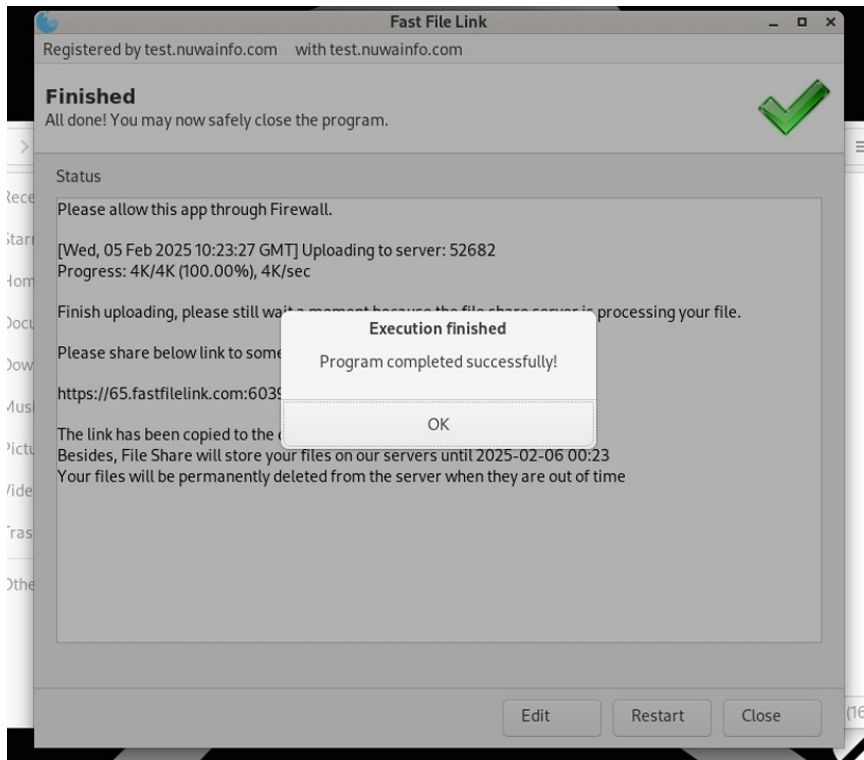 Fast File Link
Registered by test.nuwainfo.com with test.nuwainfo.com
Finished
All done! You may now safely close the program.
Status
Please allow this app through Firewall.
[Wed, 05 Feb 2025 10:23:27 GMT] Uploading to server: 52682
Progress: 4K/4K (100.00%), 4K/sec
Finish uploading, please still wait a moment because the file share server is processing your file.
Please share below link to some
https://65.fastfilelink.com:603
The link has been copied to the
Besides, File Share will store your files on our servers until 2025-02-06 00:23
Your files will be permanently deleted from the server when they are out of time
Execution finished
Program completed successfully!
OK
Edit
Restart
Close